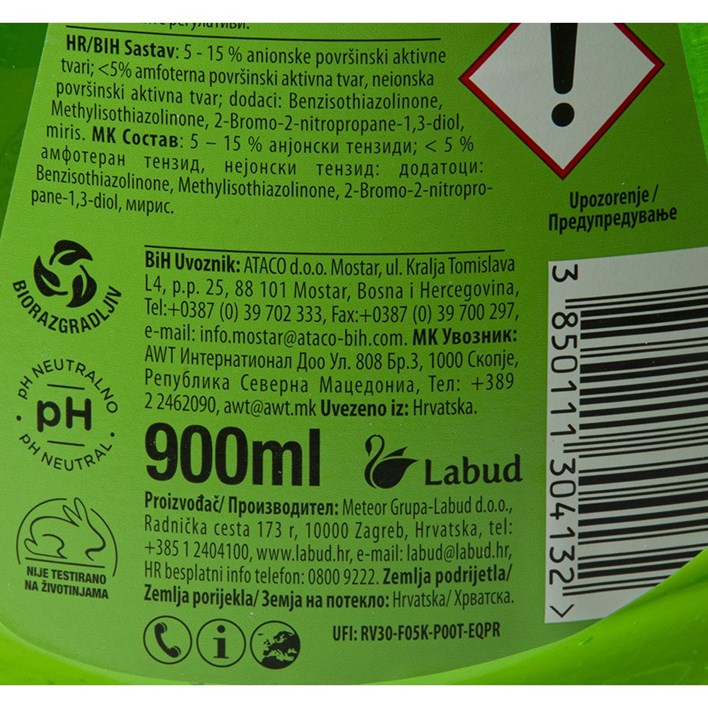 HR/BIH Sastav: 5 - 15 % anionske površinski aktivne
tvari; <5% amfoterna površinski aktivna tvar, neionska
površinski aktivna tvar; dodaci: Benzisothiazolinone,
Methylisothiazolinone, 2-Bromo-2-nitropropane-1,3-diol,
miris. МК Состав: 5 – 15 % анјонски тензиди; < 5 %
амфотеран тензид, нејонски тензид: додатоци:
Benzisothiazolinone, Methylisothiazolinone, 2-Bromo-2-nitropro-
pane-1,3-diol, мирис.
Upozorenje /
Предупредување
BIORAZGRADLJIV
pH NEUTRALNO
pH
pH NEUTRAL
NIJE TESTIRANO
NA ŽIVOTINJAMA
BiH Uvoznik: ATACO d.o.o. Mostar, ul. Kralja Tomislava
L4, p.p. 25, 88 101 Mostar, Bosna i Hercegovina,
Tel:+0387 (0) 39 702 333, Fax:+0387 (0) 39 700 297,
e-mail: info.mostar@ataco-bih.com. МК Увозник:
AWT Интернационал Доо Ул. 808 Бр.3, 1000 Скопје,
Република Северна Македониа, Тел: +389
2 2462090, awt@awt.mk Uvezeno iz: Hrvatska.
900ml
Labud
Proizvođač/ Производител: Meteor Grupa-Labud d.o.o.,
Radnička cesta 173 r, 10000 Zagreb, Hrvatska, tel:
+385 1 2404100, www.labud.hr, e-mail: labud@labud.hr,
HR besplatni info telefon: 0800 9222. Zemlja podrijetla/
Zemlja porijekla/ Земја на потекло: Hrvatska/ Хрватска.
UFI: RV30-F05K-P00T-EQPR
3 850111 304132 >